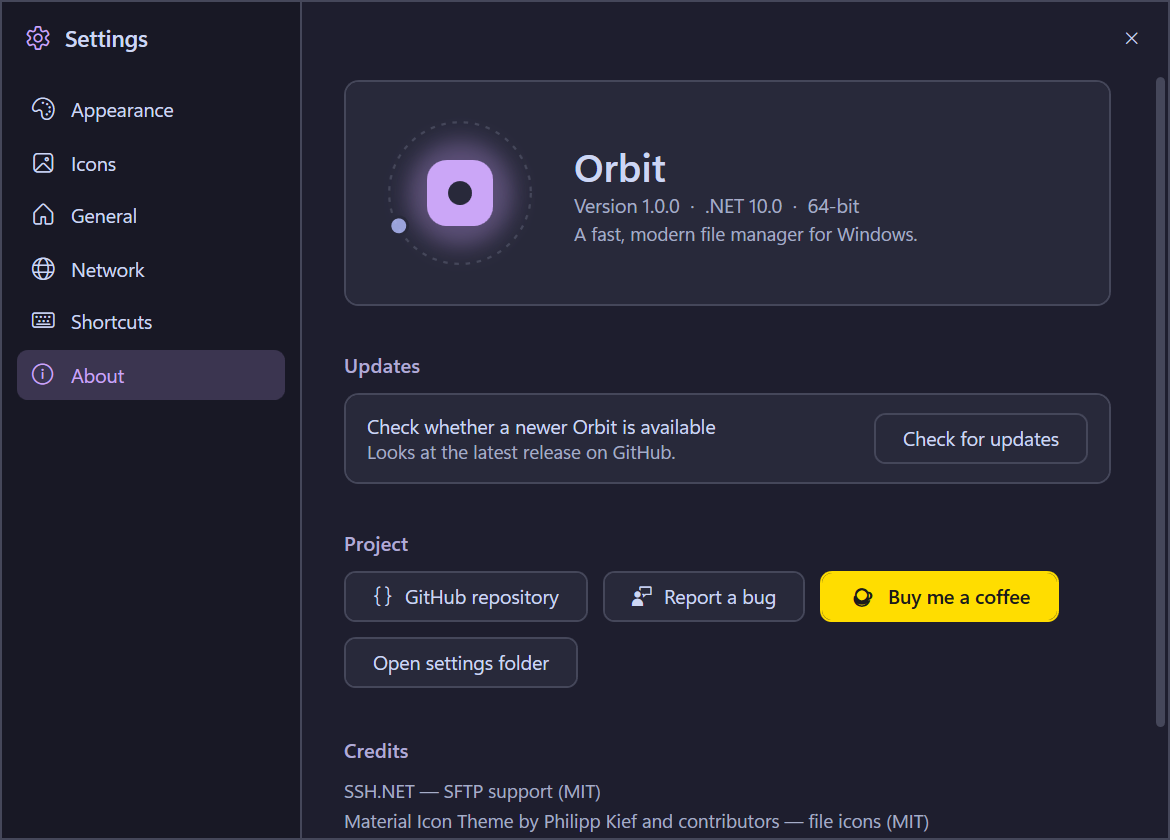 Settings
Appearance
Icons
General
Network
Shortcuts
About
Orbit
Version 1.0.0 · .NET 10.0 · 64-bit
A fast, modern file manager for Windows.
Updates
Check whether a newer Orbit is available
Looks at the latest release on GitHub.
Check for updates
Project
GitHub repository
Report a bug
Buy me a coffee
Open settings folder
Credits
SSH.NET — SFTP support (MIT)
Material Icon Theme by Philipp Kief and contributors — file icons (MIT)